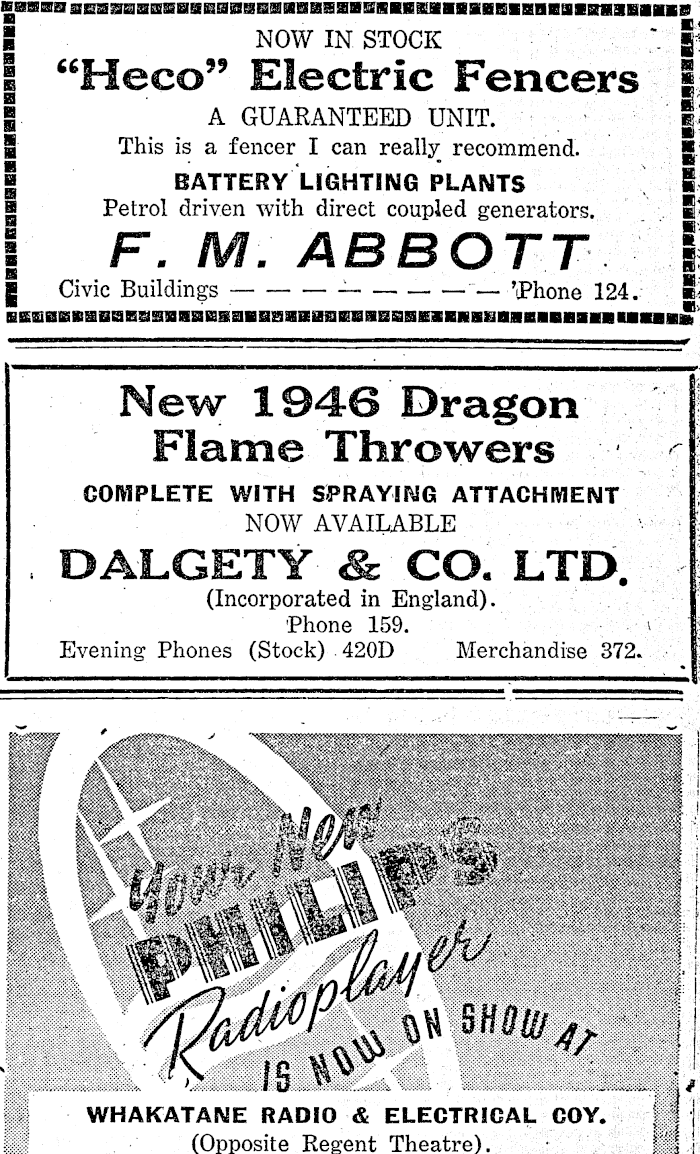 NOW IN STOCK
“Heco” Electric Fencers
A GUARANTEED UNIT.
This is a fencer I can really recommend.
BATTERY LIGHTING PLANTS
Petrol driven with direct coupled generators.
F. M. ABBOTT
Civic Buildings — — — — — — — — 'Phone 124.
New 1946 Dragon
Flame Throwers
COMPLETE WITH SPRAYING ATTACHMENT
NOW AVAILABLE
DALGETY & CO. LTD.
(Incorporated in England).
'Phone 159.
Evening Phones (Stock) 420D Merchandise 372.
Your New
PHILIPS
Radioplayer
IS NOW ON SHOW AT
WHAKATANE RADIO & ELECTRICAL COY.
(Opposite Regent Theatre).